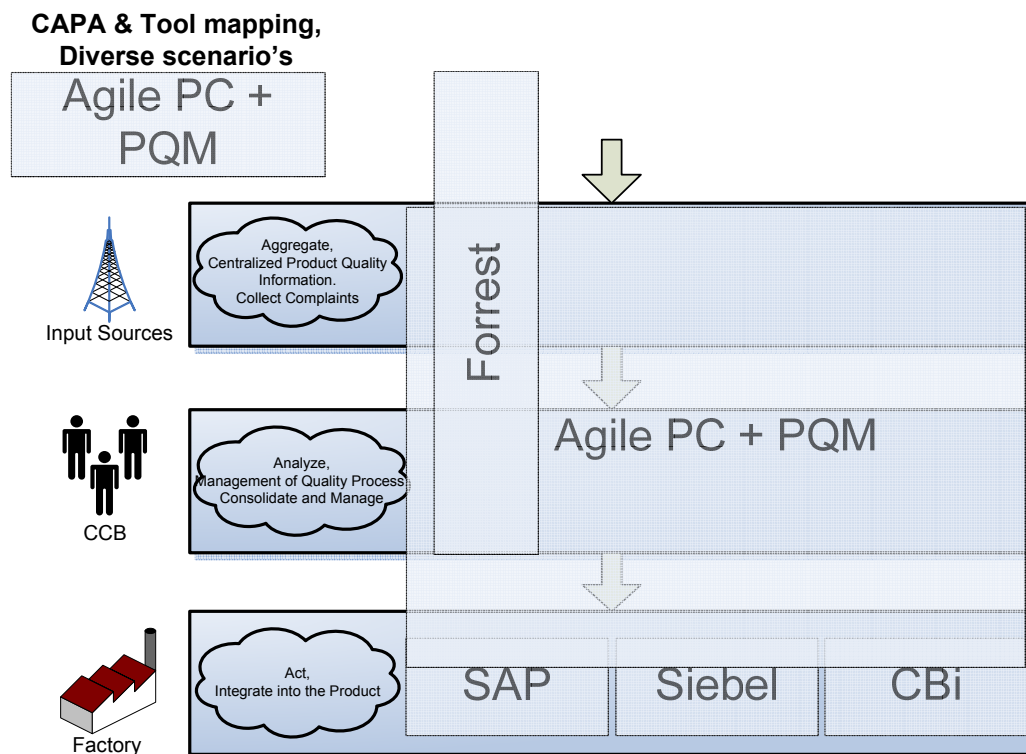 CAPA & Tool mapping,
Diverse scenario's
Agile PC +
PQM
Aggregate,
Centralized Product Quality
Information.
Collect Complaints
Input Sources
Forrest
Agile PC + PQM
Analyze,
Management of Quality Process
Consolidate and Manage
CCB
Act,
Integrate into the Product
SAP
Siebel
CBi
Factory